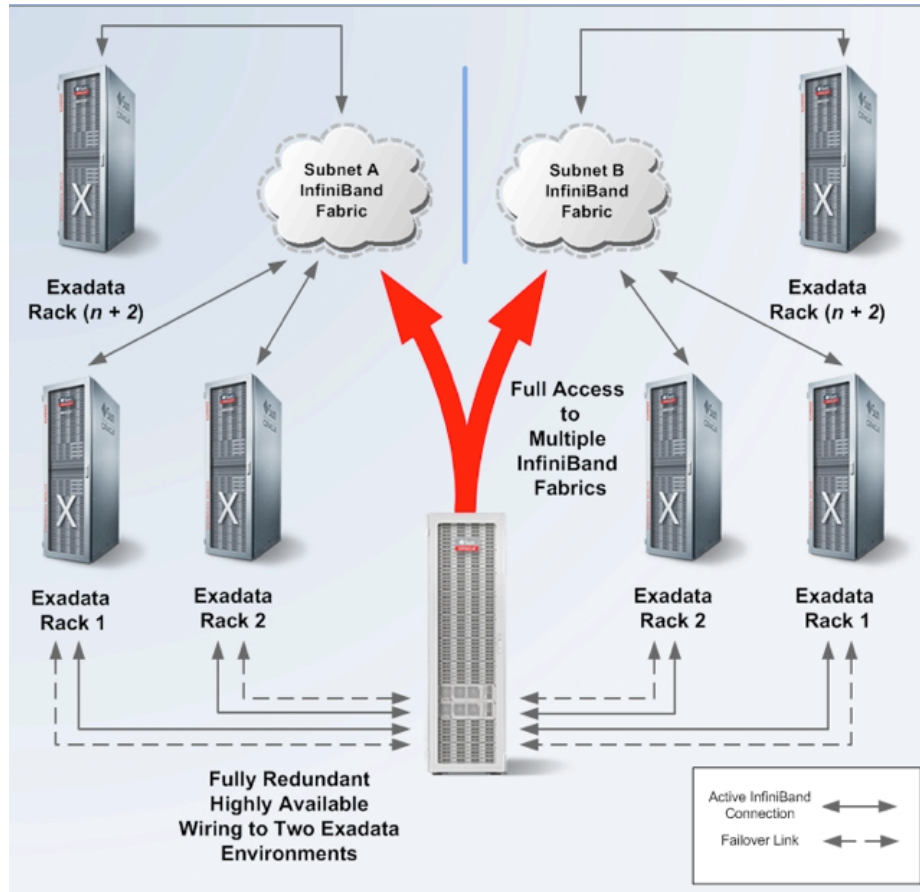 Subnet A
InfiniBand
Fabric
Subnet B
InfiniBand
Fabric
X
X
Exadata
Rack (n + 2)
Exadata
Rack (n + 2)
Full Access
to
Multiple
InfiniBand
Fabrics
X
X
X
X
Exadata
Rack 1
Exadata
Rack 2
Exadata
Rack 2
Exadata
Rack 1
Fully Redundant
Highly Available
Wiring to Two Exadata
Environments
Active InfiniBand
Connection
Failover Link